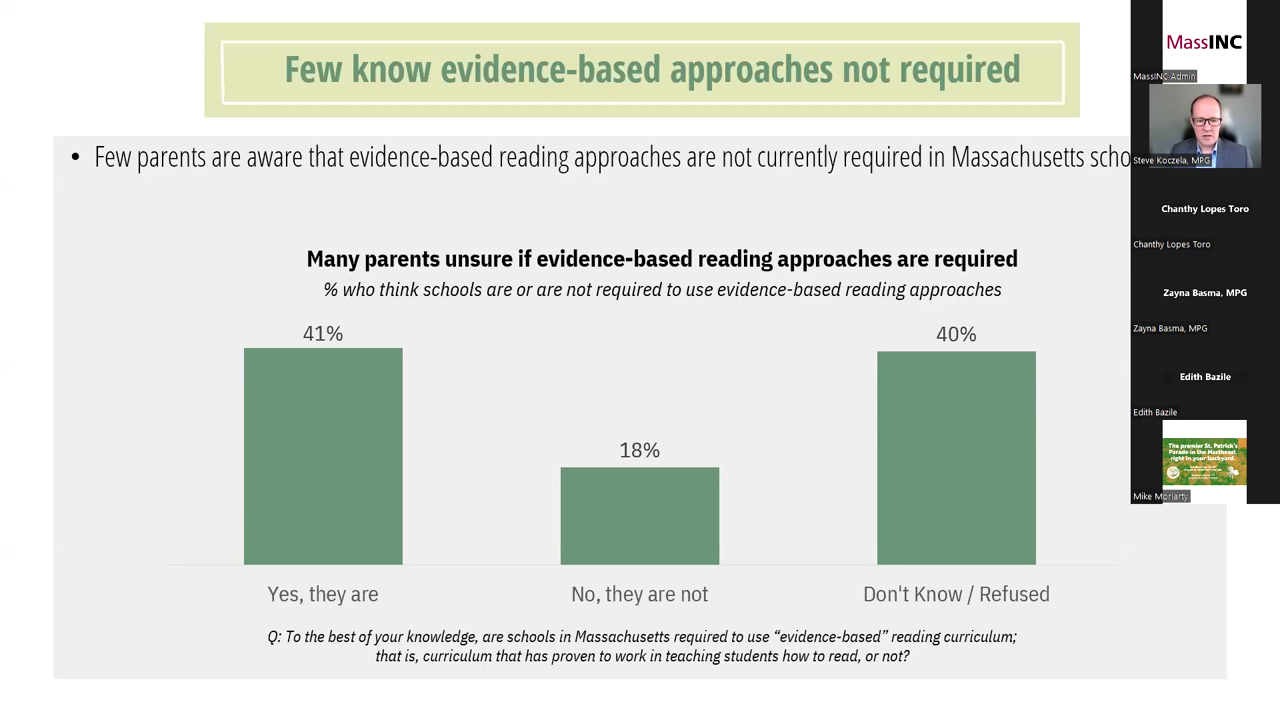 Few know evidence-based approaches not required
• Few parents are aware that evidence-based reading approaches are not currently required in Massachusetts scho
Many parents unsure if evidence-based reading approaches are required
% who think schools are or are not required to use evidence-based reading approaches
41%
18%
40%
Yes, they are
No, they are not
Don't Know / Refused
Q: To the best of your knowledge, are schools in Massachusetts required to use “evidence-based” reading curriculum;
that is, curriculum that has proven to work in teaching students how to read, or not?
MassINC
MassINC Admin
Steve Koczela, MPG
Chanthy Lopes Toro
Chanthy Lopes Toro
Zayna Basma, MPG
Zayna Basma, MPG
Edith Bazile
Edith Bazile
The premier St. Patrick's
Parade in the Northeast,
right in your backyard.
Mike Moriarty